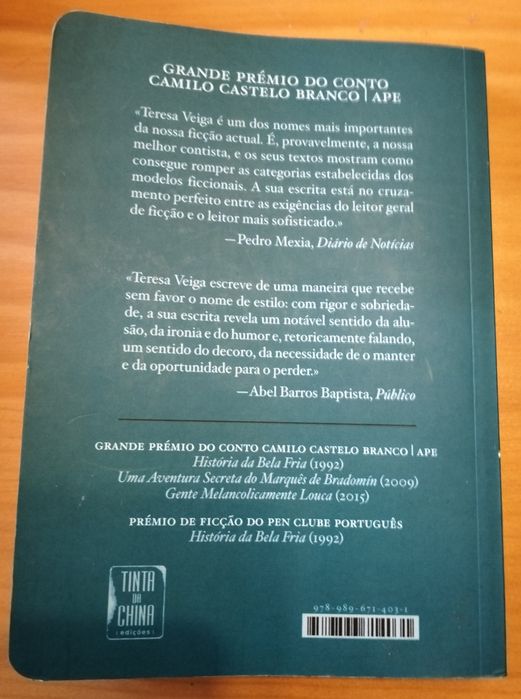 GRANDE PRÉMIO DO CONTO
CAMILO CASTELO BRANCO | APE
«Teresa Veiga é um dos nomes mais importantes
da nossa ficção actual. É, provavelmente, a nossa
melhor contista, e os seus textos mostram como
consegue romper as categorias estabelecidas dos
modelos ficcionais. A sua escrita está no cruza-
mento perfeito entre as exigências do leitor geral
de ficção e o leitor mais sofisticado.»
—Pedro Mexia, Diário de Notícias
«Teresa Veiga escreve de uma maneira que recebe
sem favor o nome de estilo: com rigor e sobrieda-
de, a sua escrita revela um notável sentido da alu-
são, da ironia e do humor e, retoricamente falando,
um sentido do decoro, da necessidade de o manter
e da oportunidade para o perder.»
—Abel Barros Baptista, Público
GRANDE PRÉMIO DO CONTO CAMILO CASTELO BRANCO | APE
História da Bela Fria (1992)
Uma Aventura Secreta do Marquês de Bradomín (2009)
Gente Melancolicamente Louca (2015)
PRÉMIO DE FICÇÃO DO PEN CLUBE PORTUGUÊS
História da Bela Fria (1992)
TINTA
DA
CHINA
edições
978-989-671-403-1